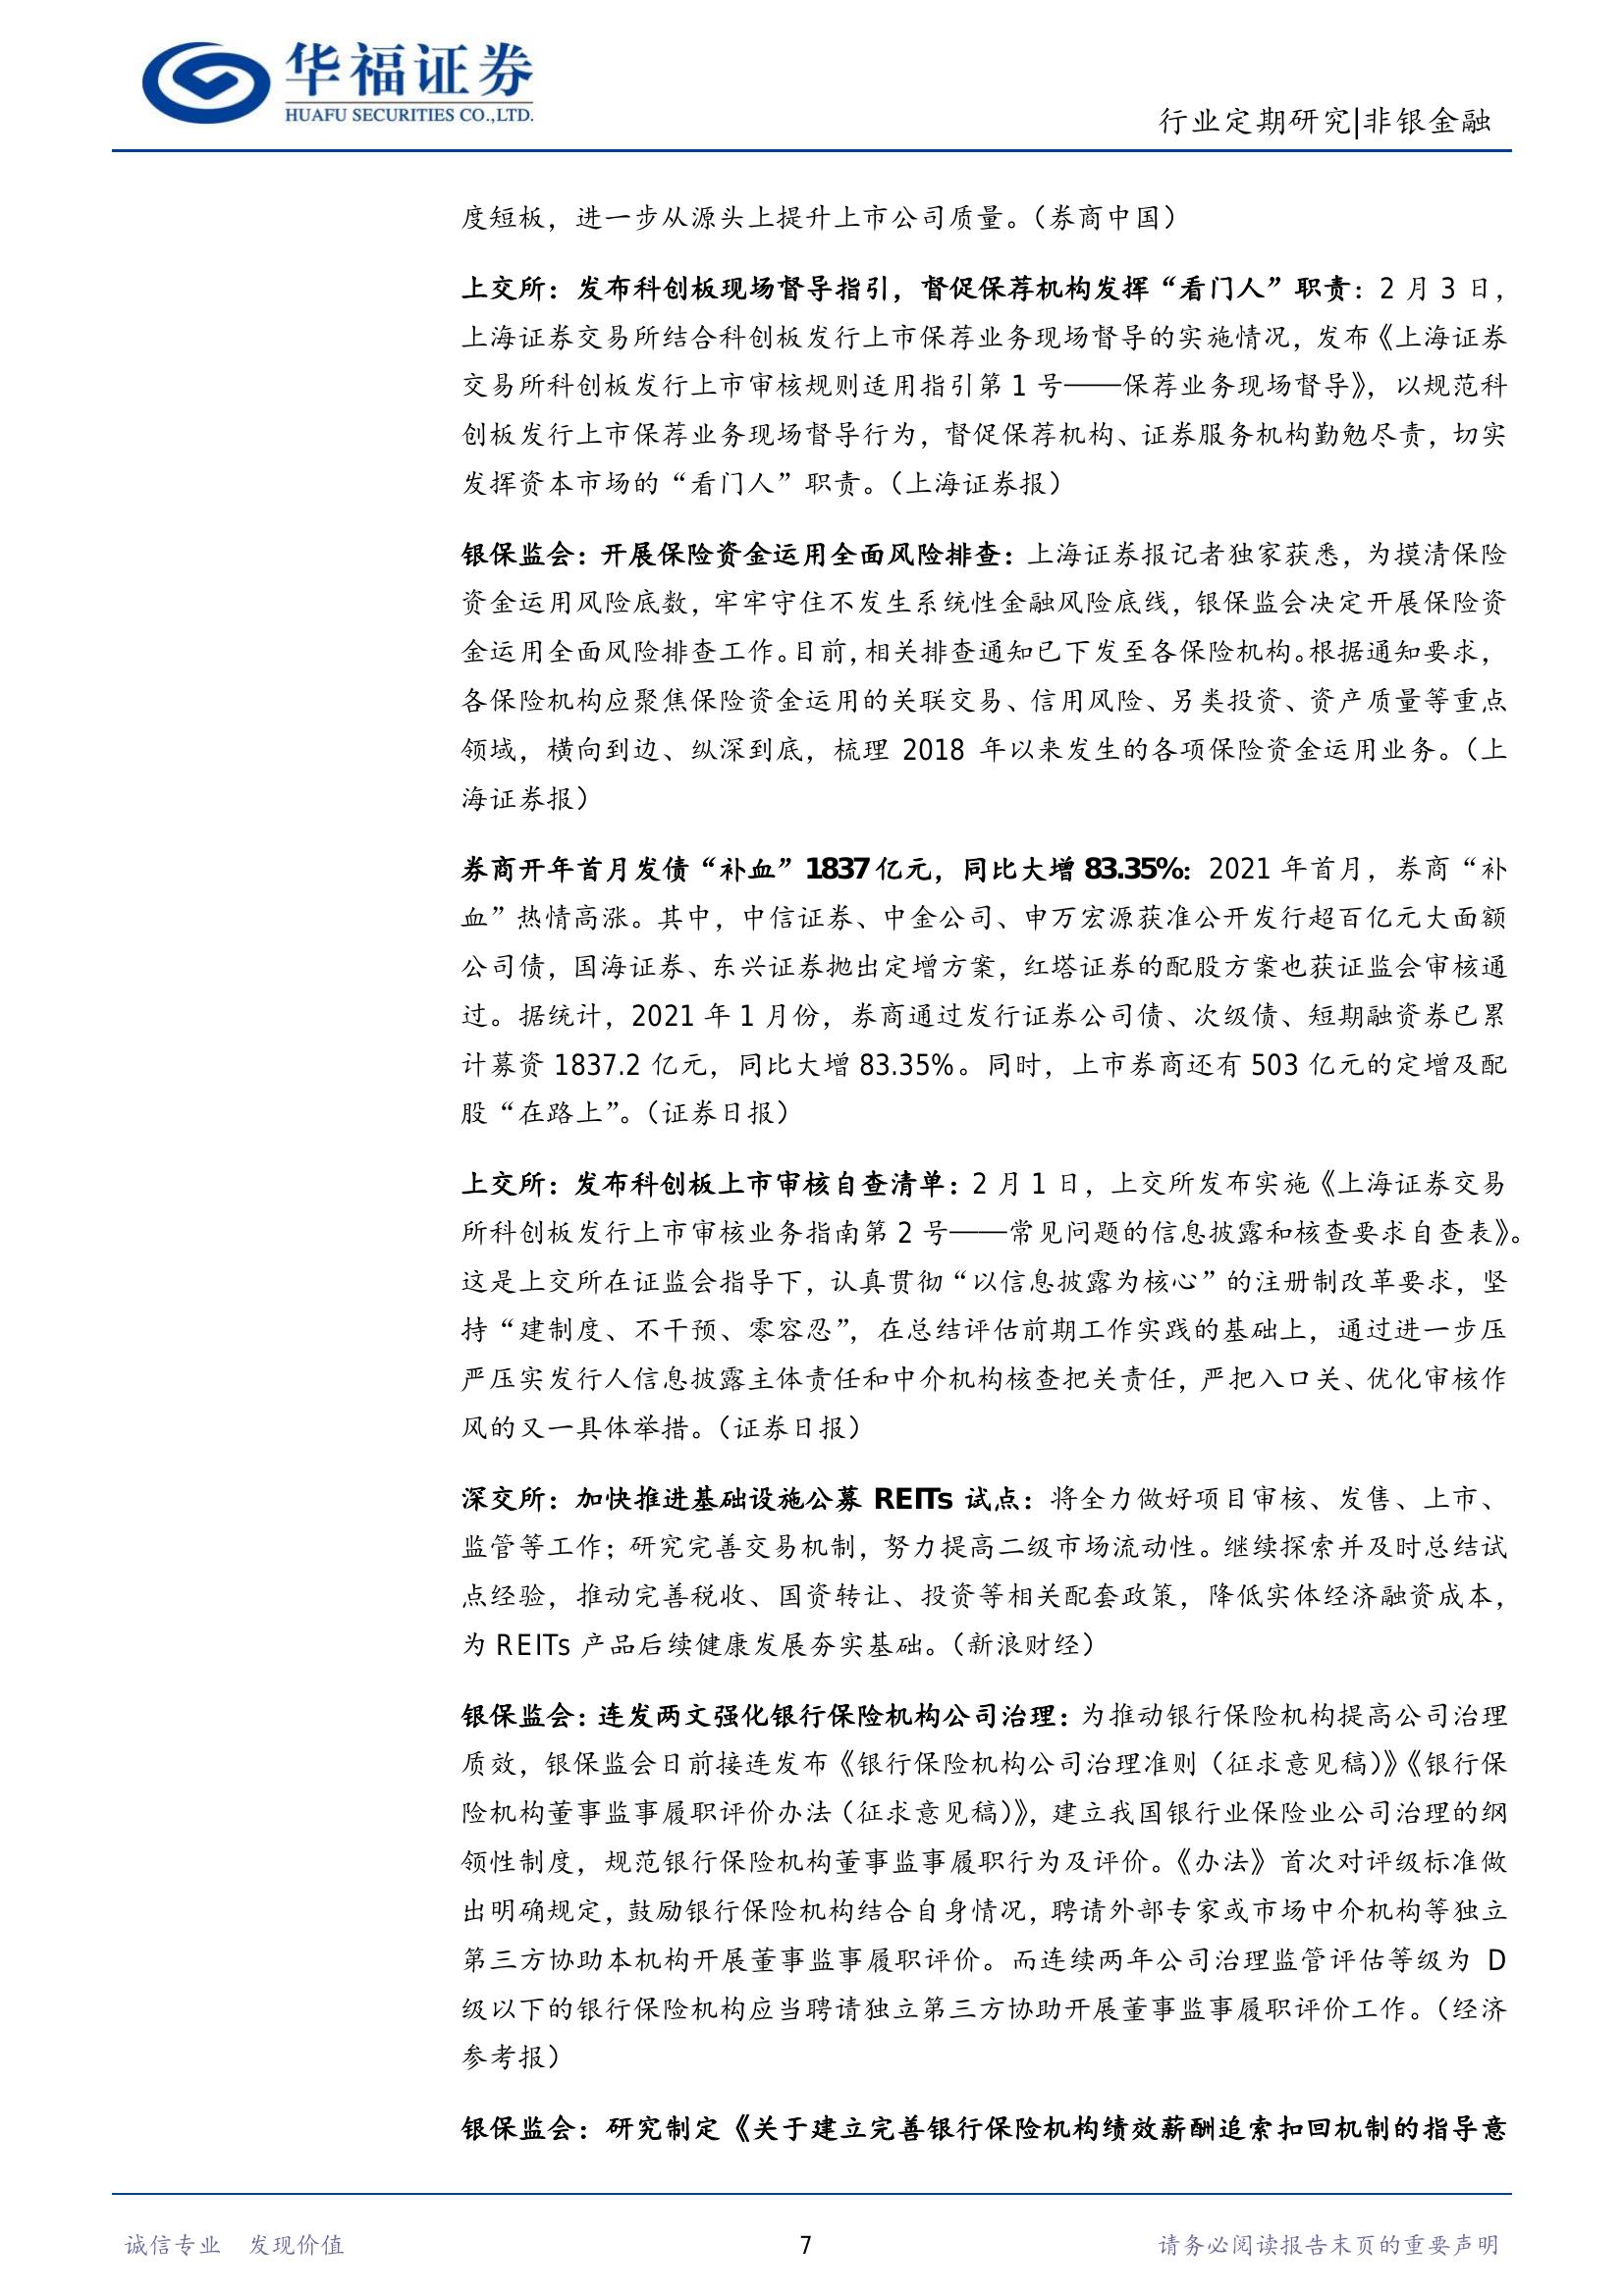 华福证券
HUAFU SECURITIES CO.,LTD.
行业定期研究|非银金融
度短板，进一步从源头上提升上市公司质量。（券商中国）
上交所：发布科创板现场督导指引，督促保荐机构发挥“看门人”职责：2 月 3 日，
上海证券交易所结合科创板发行上市保荐业务现场督导的实施情况，发布《上海证券
交易所科创板发行上市审核规则适用指引第 1 号——保荐业务现场督导》，以规范科
创板发行上市保荐业务现场督导行为，督促保荐机构、证券服务机构勤勉尽责，切实
发挥资本市场的“看门人”职责。（上海证券报）
银保监会：开展保险资金运用全面风险排查：上海证券报记者独家获悉，为摸清保险
资金运用风险底数，牢牢守住不发生系统性金融风险底线，银保监会决定开展保险资
金运用全面风险排查工作。目前，相关排查通知已下发至各保险机构。根据通知要求，
各保险机构应聚焦保险资金运用的关联交易、信用风险、另类投资、资产质量等重点
领域，横向到边、纵深到底，梳理 2018 年以来发生的各项保险资金运用业务。（上
海证券报）
券商开年首月发债“补血”1837 亿元，同比大增 83.35%：2021 年首月，券商“补
血”热情高涨。其中，中信证券、中金公司、申万宏源获准公开发行超百亿元大面额
公司债，国海证券、东兴证券抛出定增方案，红塔证券的配股方案也获证监会审核通
过。据统计，2021 年 1 月份，券商通过发行证券公司债、次级债、短期融资券已累
计募资 1837.2 亿元，同比大增 83.35%。同时，上市券商还有 503 亿元的定增及配
股“在路上”。（证券日报）
上交所：发布科创板上市审核自查清单：2 月 1 日，上交所发布实施《上海证券交易
所科创板发行上市审核业务指南第 2 号——常见问题的信息披露和核查要求自查表》。
这是上交所在证监会指导下，认真贯彻“以信息披露为核心”的注册制改革要求，坚
持“建制度、不干预、零容忍”，在总结评估前期工作实践的基础上，通过进一步压
严压实发行人信息披露主体责任和中介机构核查把关责任，严把入口关、优化审核作
风的又一具体举措。（证券日报）
深交所：加快推进基础设施公募 REITs 试点：将全力做好项目审核、发售、上市、
监管等工作；研究完善交易机制，努力提高二级市场流动性。继续探索并及时总结试
点经验，推动完善税收、国资转让、投资等相关配套政策，降低实体经济融资成本，
为 REITs 产品后续健康发展夯实基础。（新浪财经）
银保监会：连发两文强化银行保险机构公司治理：为推动银行保险机构提高公司治理
质效，银保监会日前接连发布《银行保险机构公司治理准则（征求意见稿）》《银行保
险机构董事监事履职评价办法（征求意见稿）》，建立我国银行业保险业公司治理的纲
领性制度，规范银行保险机构董事监事履职行为及评价。《办法》首次对评级标准做
出明确规定，鼓励银行保险机构结合自身情况，聘请外部专家或市场中介机构等独立
第三方协助本机构开展董事监事履职评价。而连续两年公司治理监管评估等级为 D
级以下的银行保险机构应当聘请独立第三方协助开展董事监事履职评价工作。（经济
参考报）
银保监会：研究制定《关于建立完善银行保险机构绩效薪酬追索扣回机制的指导意
诚信专业 发现价值
7
请务必阅读报告末页的重要声明